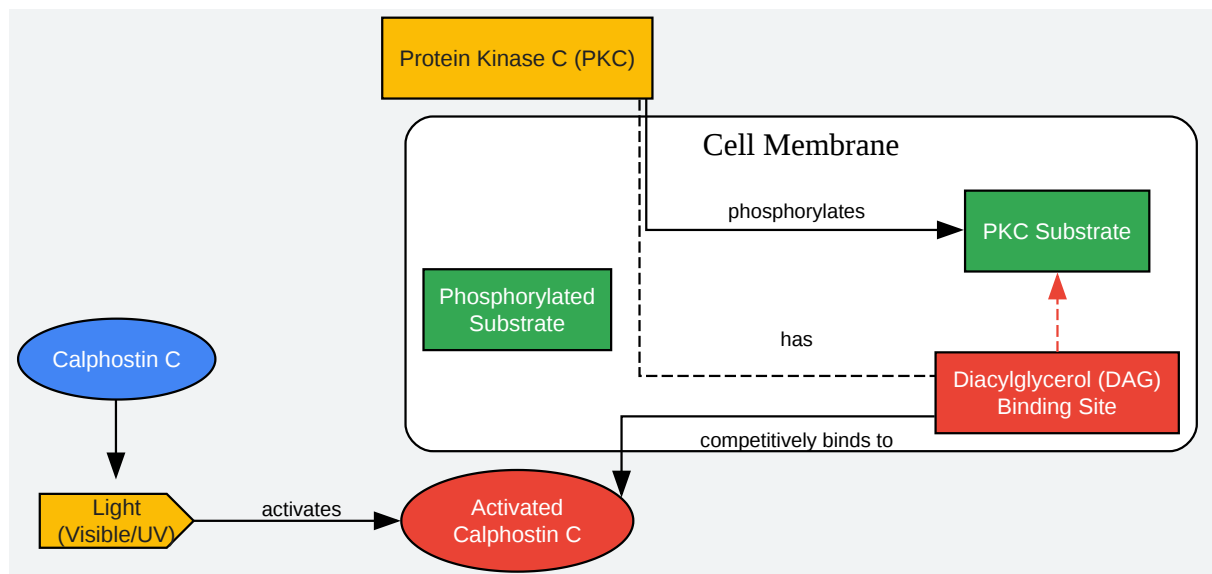 Protein Kinase C (PKC)
Cell Membrane
phosphorylates
PKC Substrate
Phosphorylated
Substrate
has
Calphostin C
Diacylglycerol (DAG)
Binding Site
competitively binds to
Light
(Visible/UV)
activates
Activated
Calphostin C